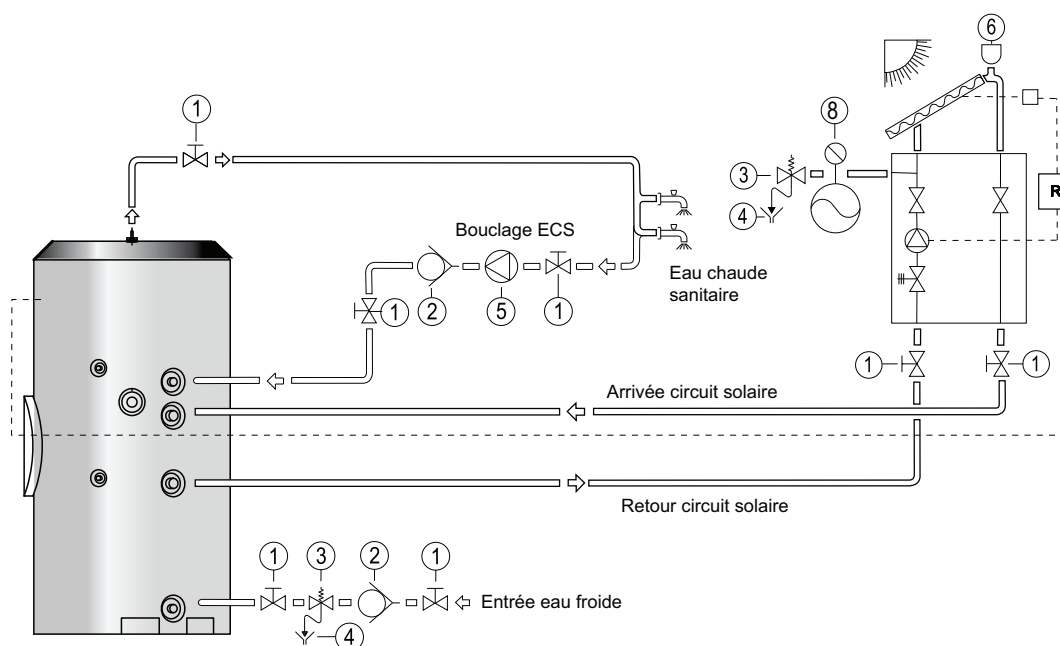 6
1
8
3
R
4
Bouclage ECS
Eau chaude
sanitaire
1
2
5
1
1
1
Arrivée circuit solaire
Retour circuit solaire
1
3
2
1
Entrée eau froide
4